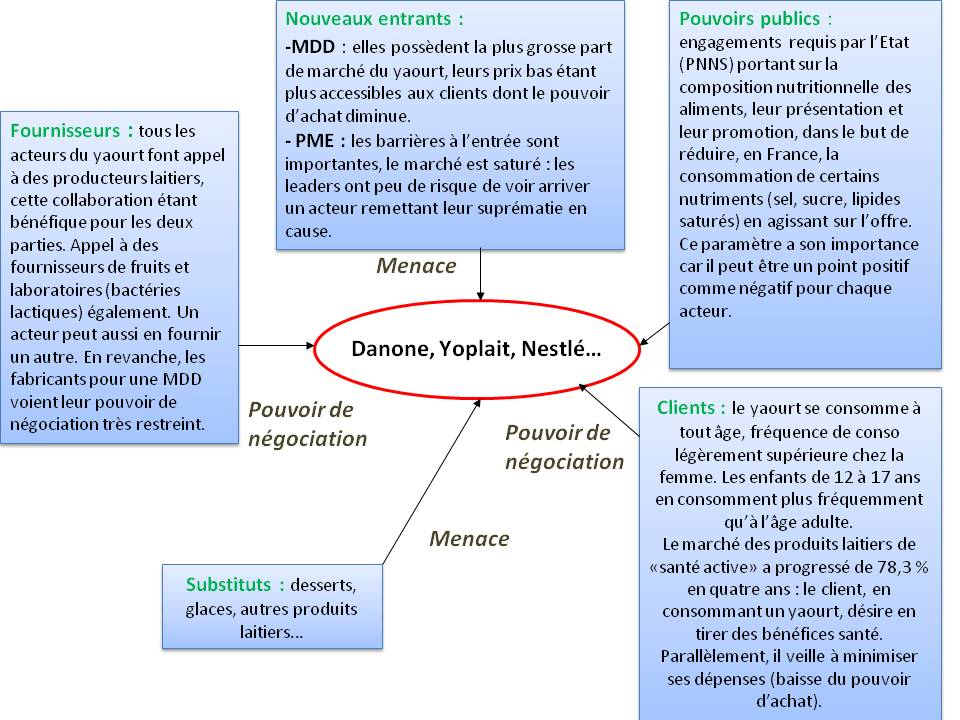 Nouveaux entrants :
-MDD : elles possèdent la plus grosse part
de marché du yaourt, leurs prix bas étant
plus accessibles aux clients dont le pouvoir
d'achat diminue.
- PME : les barrières à l'entrée sont
importantes, le marché est saturé : les
leaders ont peu de risque de voir arriver
un acteur remettant leur suprématie en
cause.
Pouvoirs publics :
engagements requis par l'Etat
(PNNS) portant sur la
composition nutritionnelle des
aliments, leur présentation et
leur promotion, dans le but de
réduire, en France, la
consommation de certains
nutriments (sel, sucre, lipides
saturés) en agissant sur l'offre.
Ce paramètre a son importance
car il peut être un point positif
comme négatif pour chaque
acteur.
Fournisseurs : tous les
acteurs du yaourt font appel
à des producteurs laitiers,
cette collaboration étant
bénéfique pour les deux
parties. Appel à des
fournisseurs de fruits et
laboratoires (bactéries
lactiques) également. Un
acteur peut aussi en fournir
un autre. En revanche, les
fabricants pour une MDD
voient leur pouvoir de
négociation très restreint.
Menace
Danone, Yoplait, Nestlé...
Pouvoir de
négociation
Pouvoir de
négociation
Clients : le yaourt se consomme à
tout âge, fréquence de conso
légèrement supérieure chez la
femme. Les enfants de 12 à 17 ans
en consomment plus fréquemment
qu'à l'âge adulte.
Le marché des produits laitiers de
«santé active» a progressé de 78,3 %
en quatre ans : le client, en
consommant un yaourt, désire en
tirer des bénéfices santé.
Parallèlement, il veille à minimiser
ses dépenses (baisse du pouvoir
d'achat).
Menace
Substituts : desserts,
glaces, autres produits
laitiers...